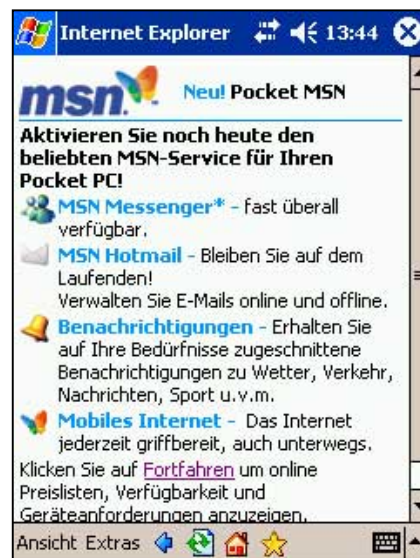 Internet Explorer 13:44
msn Neu! Pocket MSN
Aktivieren Sie noch heute den
beliebten MSN-Service für Ihren
Pocket PC!
MSN Messenger* - fast überall
verfügbar.
MSN Hotmail - Bleiben Sie auf dem
Laufenden!
Verwalten Sie E-Mails online und offline.
Benachrichtigungen - Erhalten Sie
auf Ihre Bedürfnisse zugeschnittene
Benachrichtigungen zu Wetter, Verkehr,
Nachrichten, Sport u.v.m.
Mobiles Internet - Das Internet
jederzeit griffbereit, auch unterwegs.
Klicken Sie auf Fortfahren um online
Preislisten, Verfügbarkeit und
Geräteanforderungen anzuzeigen.
Ansicht Extras